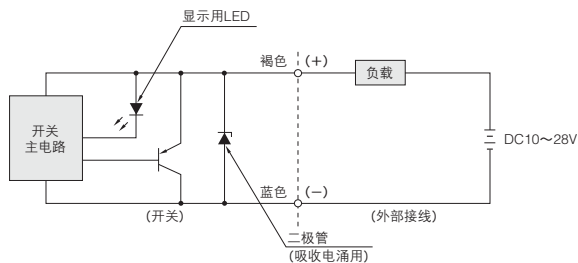 显示用LED
褐色 (+)
负载
开关
主电路
DC10～28V
蓝色 (−)
(开关)
(外部接线)
二极管
(吸收电涌用)